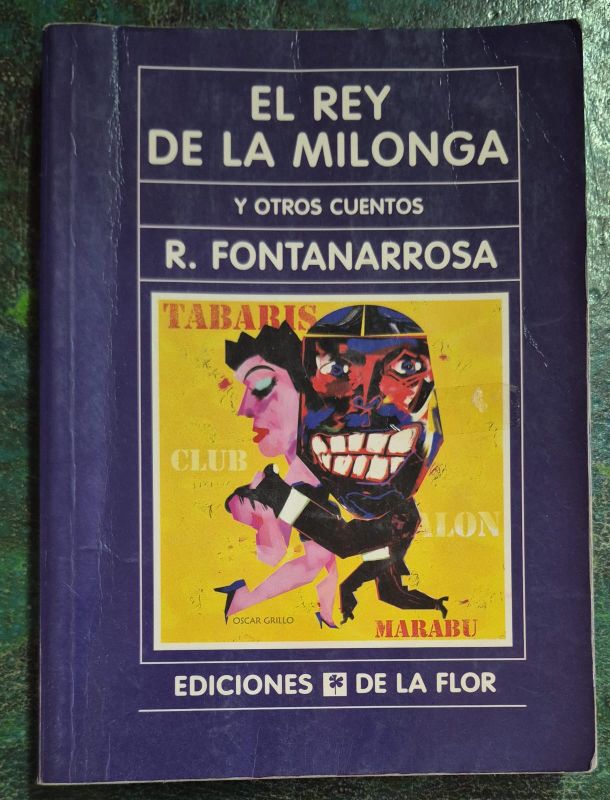 EL REY
DE LA MILONGA
Y OTROS CUENTOS
R. FONTANARROSA
TABARIS
CLUB
ALON
OSCAR GRILLO
MARABU
EDICIONES DE LA FLOR